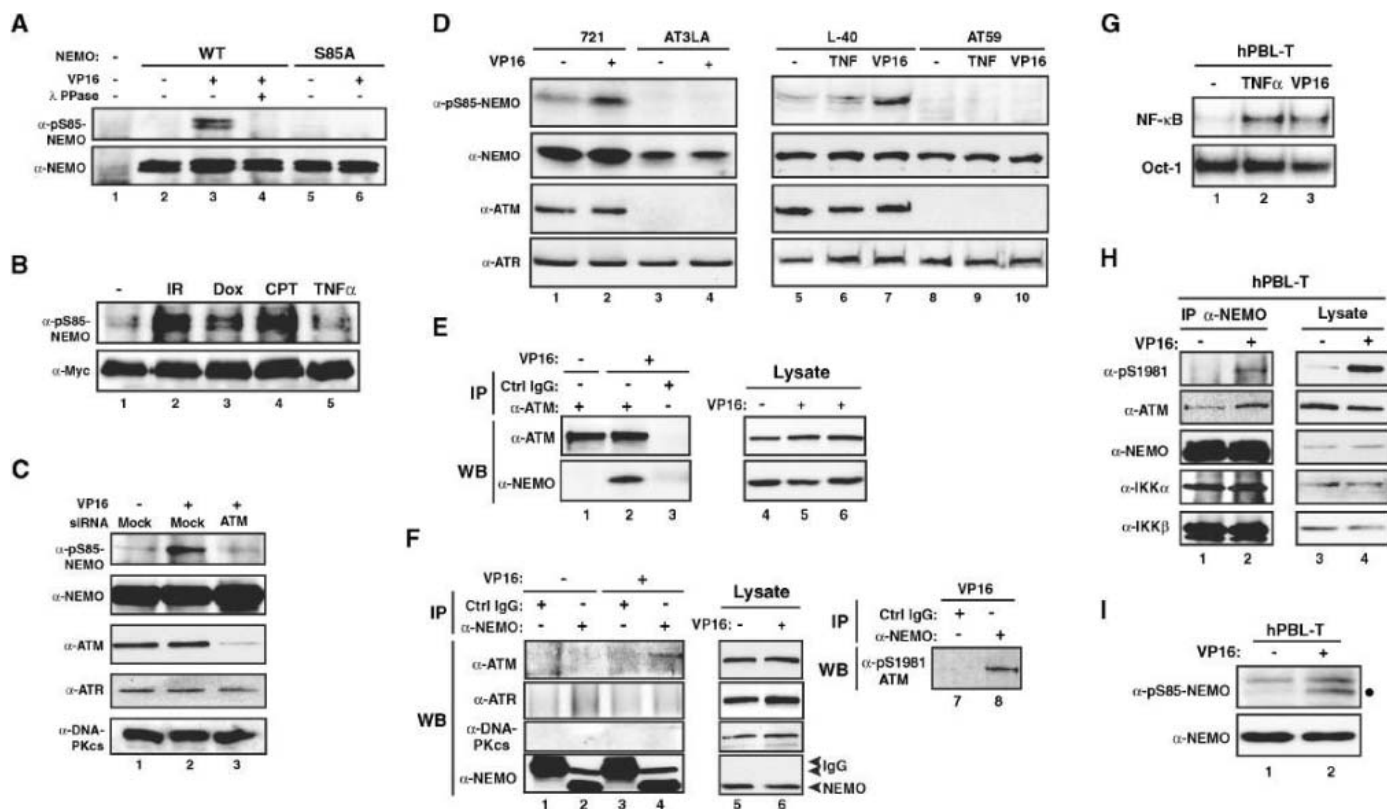 A
NEMO: - WT S85A
VP16 - - + + - +
λ PPase - - - + - -
α-pS85-
NEMO
α-NEMO
1 2 3 4 5 6
B
- IR Dox CPT TNFα
α-pS85-
NEMO
α-Myc
1 2 3 4 5
C
VP16 - + +
siRNA Mock Mock ATM
α-pS85-
NEMO
α-NEMO
α-ATM
α-ATR
α-DNA-
PKcs
1 2 3
D
721 AT3LA L-40 AT59
VP16 - + - + - TNF VP16 - TNF VP16
α-pS85-NEMO
α-NEMO
α-ATM
α-ATR
1 2 3 4 5 6 7 8 9 10
E
VP16: - +
IP
Ctrl IgG: - - +
α-ATM: + + -
Lysate
VP16: - + +
WB
α-ATM
α-NEMO
1 2 3 4 5 6
F
VP16: - +
IP
Ctrl IgG: + - + -
α-NEMO: - + - +
Lysate
VP16: - +
WB
α-ATM
α-ATR
α-DNA-
PKcs
α-NEMO
IgG
NEMO
1 2 3 4 5 6
VP16
IP
Ctrl IgG: + -
α-NEMO: - +
WB
α-pS1981
ATM
7 8
G
hPBL-T
- TNFα VP16
NF-κB
Oct-1
1 2 3
H
hPBL-T
IP α-NEMO Lysate
VP16: - + - +
α-pS1981
α-ATM
α-NEMO
α-IKKα
α-IKKβ
1 2 3 4
I
hPBL-T
VP16: - +
α-pS85-NEMO
α-NEMO
1 2